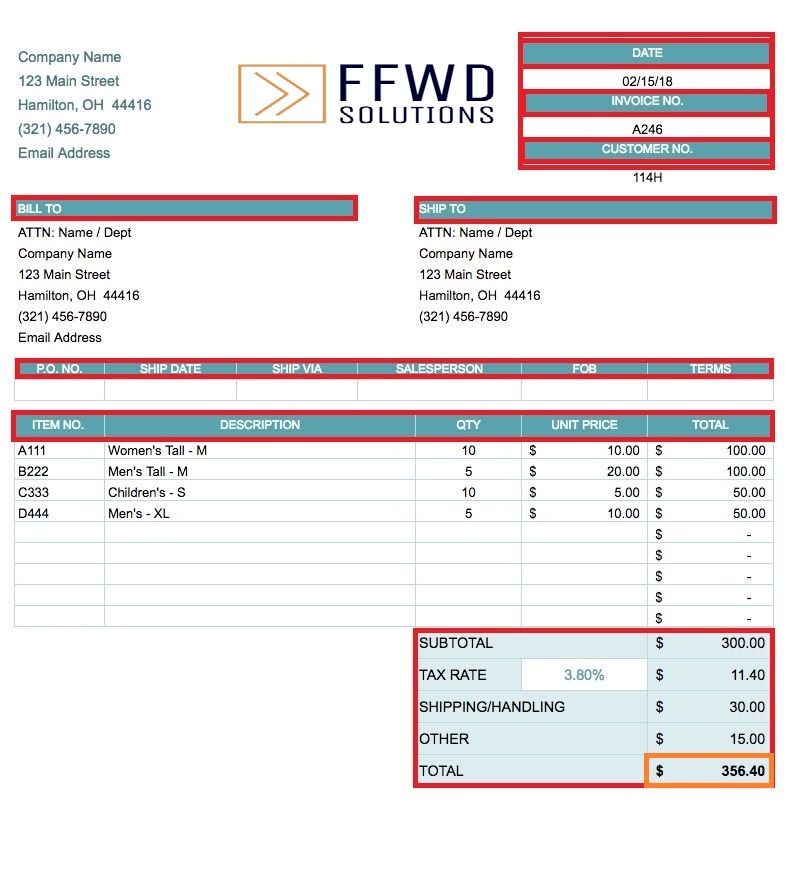 Company Name
123 Main Street
Hamilton, OH  44416
(321) 456-7890
Email Address
FFWD
SOLUTIONS
DATE
02/15/18
INVOICE NO.
A246
CUSTOMER NO.
114H
BILL TO
ATTN: Name / Dept
Company Name
123 Main Street
Hamilton, OH  44416
(321) 456-7890
Email Address
SHIP TO
ATTN: Name / Dept
Company Name
123 Main Street
Hamilton, OH  44416
(321) 456-7890
P.O. NO. SHIP DATE SHIP VIA SALESPERSON FOB TERMS
ITEM NO. DESCRIPTION QTY UNIT PRICE TOTAL
A111 Women's Tall - M 10 $ 10.00 $ 100.00
B222 Men's Tall - M 5 $ 20.00 $ 100.00
C333 Children's - S 10 $ 5.00 $ 50.00
D444 Men's - XL 5 $ 10.00 $ 50.00
$ -
$ -
$ -
$ -
$ -
SUBTOTAL $ 300.00
TAX RATE 3.80% $ 11.40
SHIPPING/HANDLING $ 30.00
OTHER $ 15.00
TOTAL $ 356.40